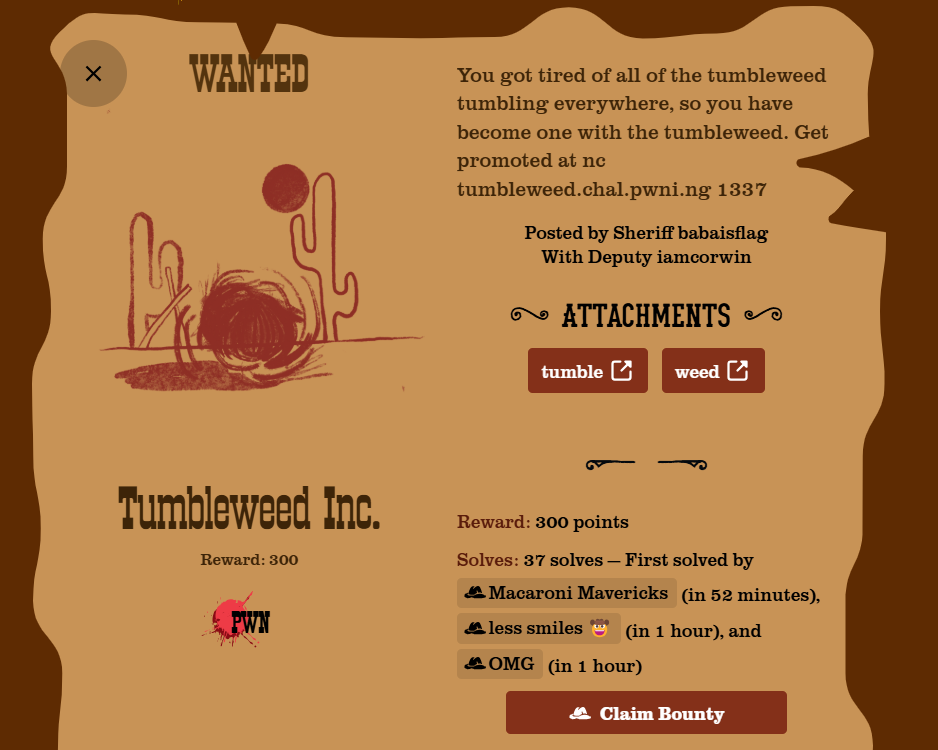 WANTED
Tumbleweed Inc.
Reward: 300
PWN
You got tired of all of the tumbleweed
tumbling everywhere, so you have
become one with the tumbleweed. Get
promoted at nc
tumbleweed.chal.pwni.ng 1337
Posted by Sheriff babaisflag
With Deputy iamcorwin
ATTACHMENTS
tumble
weed
Reward: 300 points
Solves: 37 solves — First solved by
Macaroni Mavericks (in 52 minutes),
less smiles 🤠 (in 1 hour), and
OMG (in 1 hour)
Claim Bounty